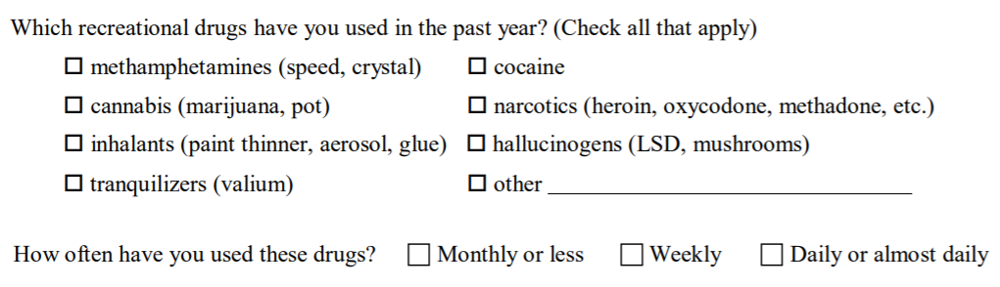 Which recreational drugs have you used in the past year? (Check all that apply)
☐ methamphetamines (speed, crystal) ☐ cocaine
☐ cannabis (marijuana, pot) ☐ narcotics (heroin, oxycodone, methadone, etc.)
☐ inhalants (paint thinner, aerosol, glue) ☐ hallucinogens (LSD, mushrooms)
☐ tranquilizers (valium) ☐ other ______________________________
How often have you used these drugs? ☐ Monthly or less ☐ Weekly ☐ Daily or almost daily